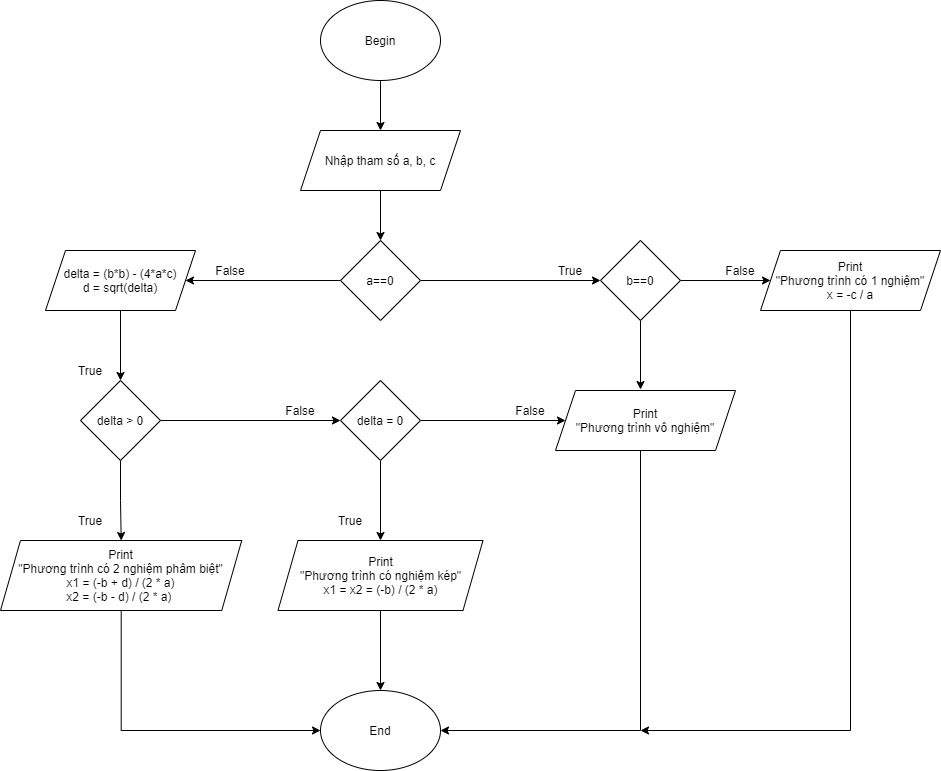 Begin
Nhập tham số a, b, c
delta = (b*b) - (4*a*c)
d = sqrt(delta)
False
a==0
True
b==0
False
Print
"Phương trình có 1 nghiệm"
x = -c / a
True
delta > 0
False
delta = 0
False
Print
"Phương trình vô nghiệm"
True
True
Print
"Phương trình có 2 nghiệm phâm biệt"
x1 = (-b + d) / (2 * a)
x2 = (-b - d) / (2 * a)
Print
"Phương trình có nghiệm kép"
x1 = x2 = (-b) / (2 * a)
End